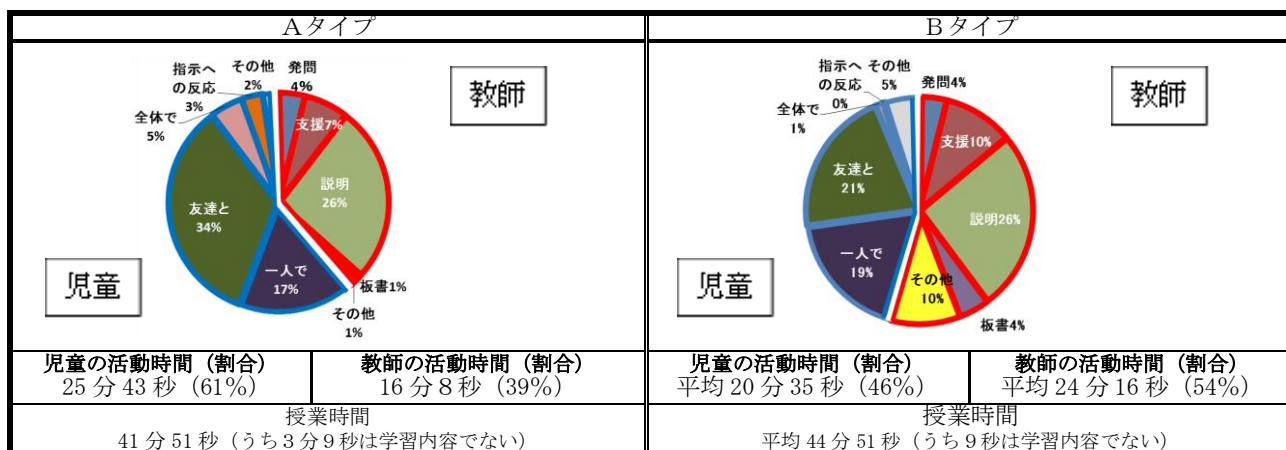 Aタイプ
指示へ
の反応
3%
その他
2%
発問
4%
教師
全体で
5%
支援7%
説明
26%
友達と
34%
一人で
17%
板書1%
その他
1%
児童
児童の活動時間（割合）
25分43秒（61％）
教師の活動時間（割合）
16分8秒（39％）
授業時間
41分51秒（うち3分9秒は学習内容でない）
Bタイプ
指示へ
の反応
0%
その他
5%
発問4%
教師
全体で
1%
支援10%
友達と
21%
説明26%
一人で
19%
その他
10%
板書4%
児童
児童の活動時間（割合）
平均20分35秒（46％）
教師の活動時間（割合）
平均24分16秒（54％）
授業時間
平均44分51秒（うち9秒は学習内容でない）